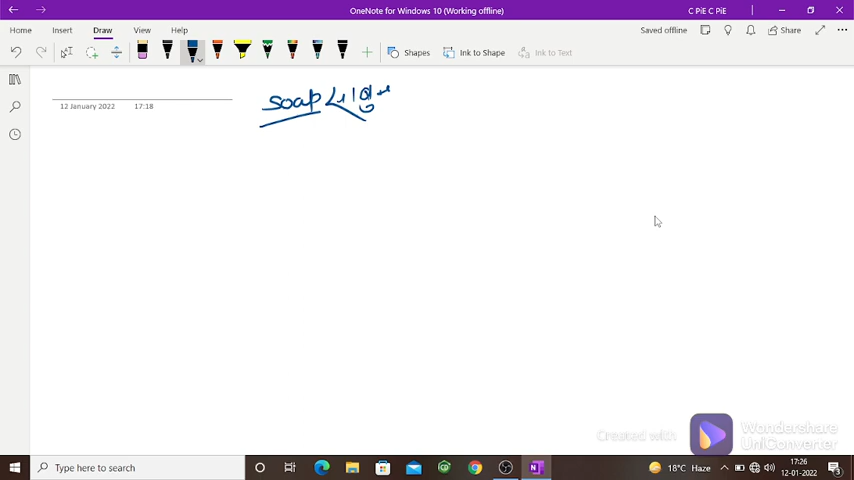 OneNote for Windows 10 (Working offline)
C PiE C PiE
Home Insert Draw View Help
Saved offline
Share
Ink to Shape
Ink to Text
Shapes
12 January 2022 17:18
soap
Created with
Wondershare
UniConverter
Type here to search
18°C Haze
17:26
12-01-2022
3